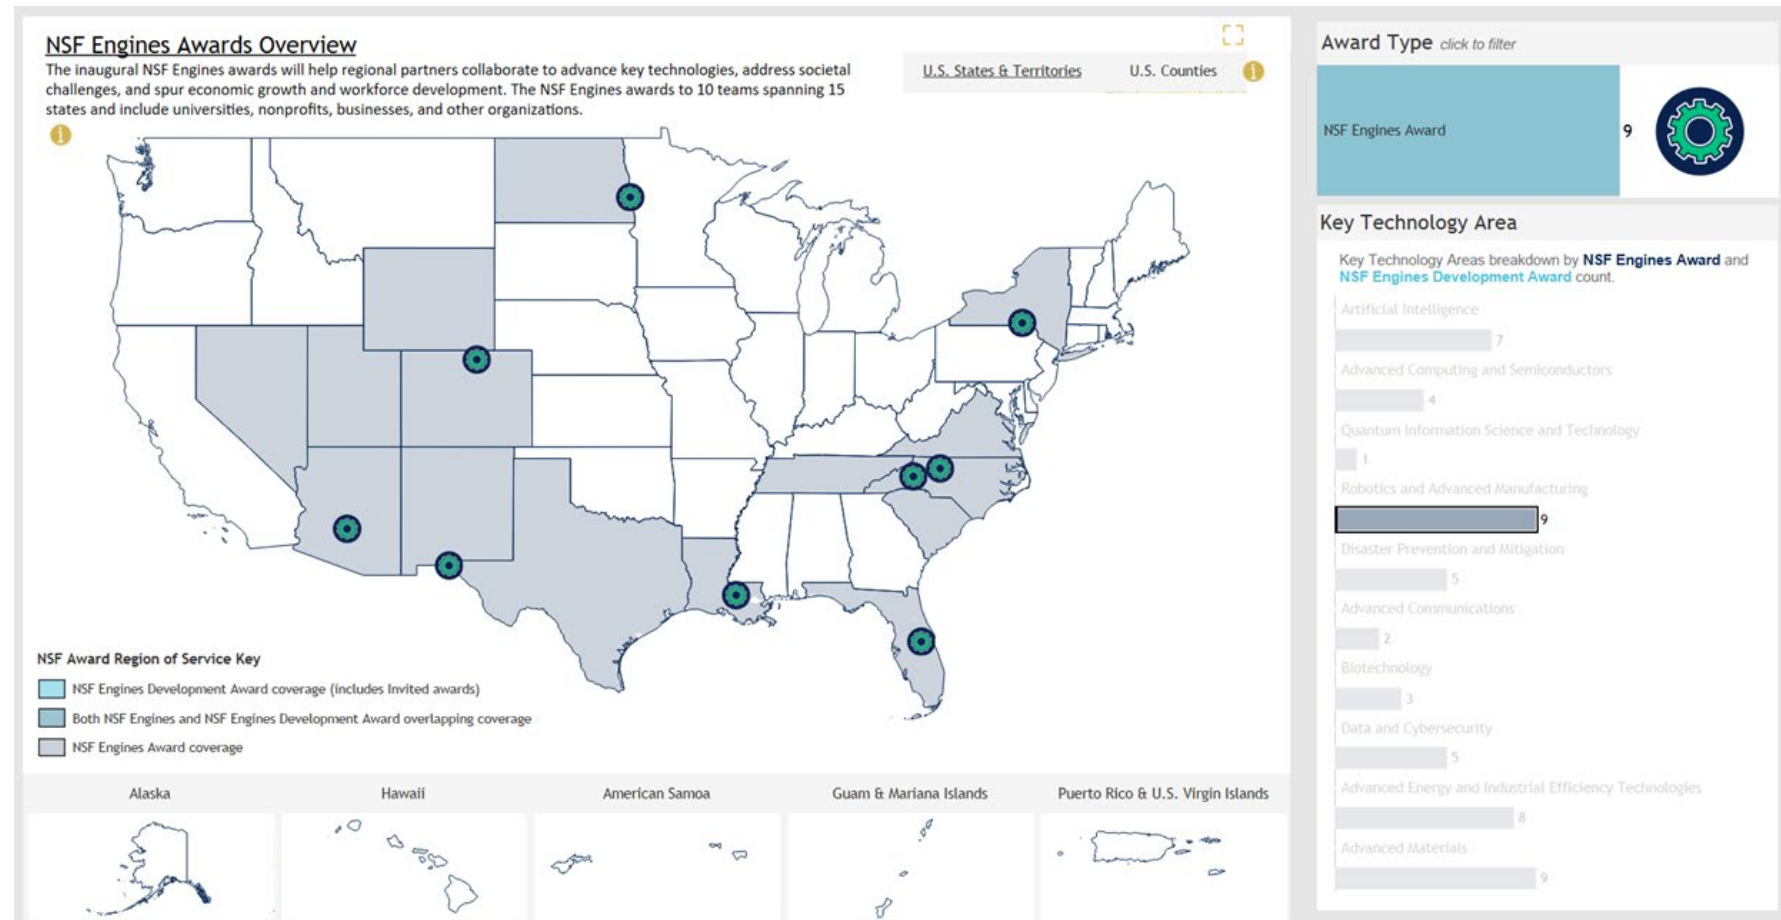 NSF Engines Awards Overview
The inaugural NSF Engines awards will help regional partners collaborate to advance key technologies, address societal
challenges, and spur economic growth and workforce development. The NSF Engines awards to 10 teams spanning 15
states and include universities, nonprofits, businesses, and other organizations.
U.S. States & Territories
U.S. Counties
NSF Award Region of Service Key
NSF Engines Development Award coverage (includes Invited awards)
Both NSF Engines and NSF Engines Development Award overlapping coverage
NSF Engines Award coverage
Alaska
Hawaii
American Samoa
Guam & Mariana Islands
Puerto Rico & U.S. Virgin Islands
Award Type click to filter
NSF Engines Award
9
Key Technology Area
Key Technology Areas breakdown by NSF Engines Award and
NSF Engines Development Award count.
Artificial Intelligence
7
Advanced Computing and Semiconductors
4
Quantum Information Science and Technology
1
Robotics and Advanced Manufacturing
9
Disaster Prevention and Mitigation
5
Advanced Communications
2
Biotechnology
3
Data and Cybersecurity
5
Advanced Energy and Industrial Efficiency Technologies
8
Advanced Materials
9